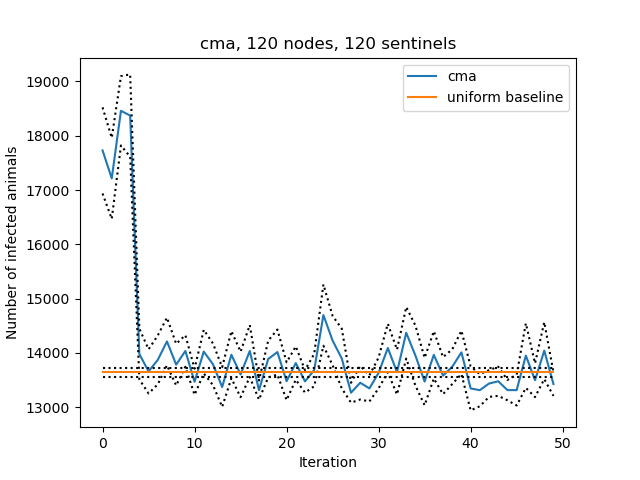 cma, 120 nodes, 120 sentinels
cma
uniform baseline
Number of infected animals
19000
18000
17000
16000
15000
14000
13000
0 10 20 30 40 50
Iteration